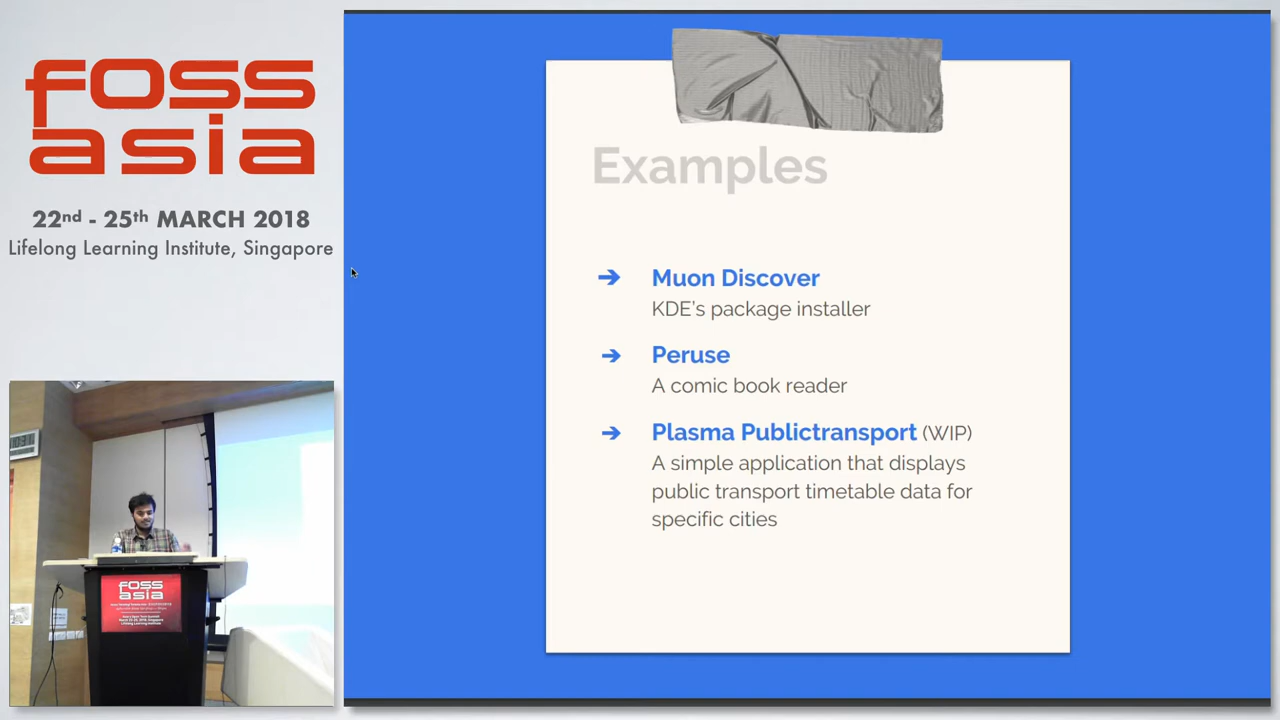 foss
asia
22nd - 25th MARCH 2018
Lifelong Learning Institute, Singapore
Examples
➔ Muon Discover
KDE's package installer
➔ Peruse
A comic book reader
➔ Plasma Publictransport (WIP)
A simple application that displays
public transport timetable data for
specific cities
foss
asia